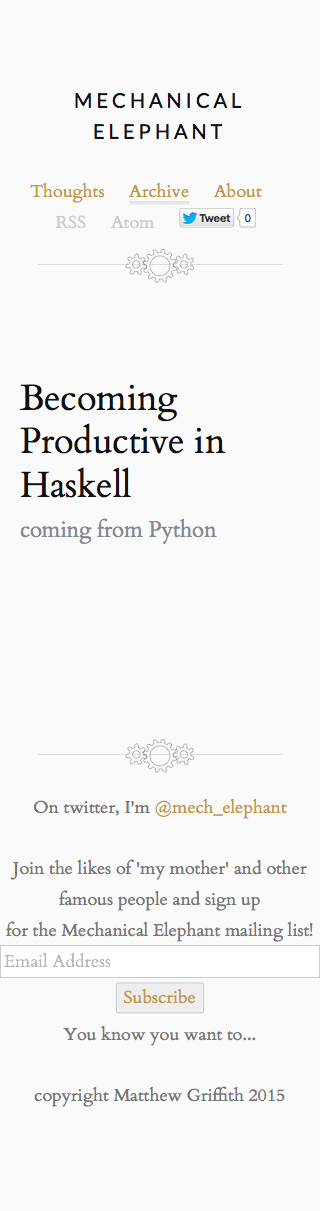 MECHANICAL
ELEPHANT
Thoughts Archive About
RSS Atom Tweet 0
Becoming
Productive in
Haskell
coming from Python
On twitter, I'm @mech_elephant
Join the likes of 'my mother' and other
famous people and sign up
for the Mechanical Elephant mailing list!
Email Address
Subscribe
You know you want to...
copyright Matthew Griffith 2015